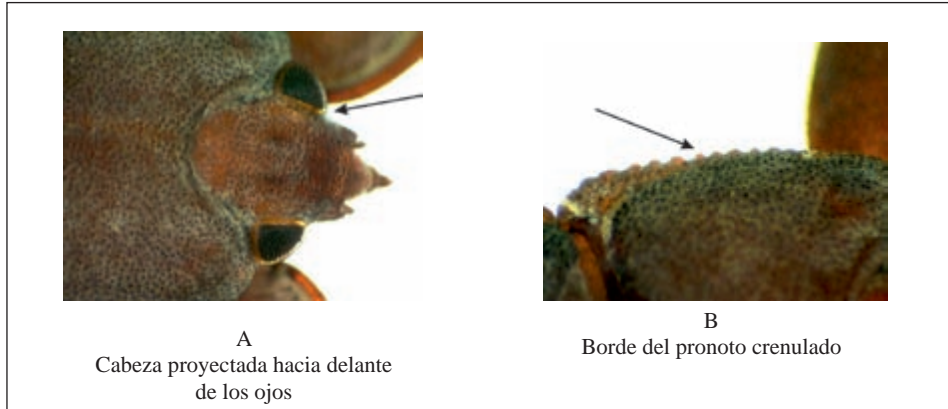 A
Cabeza proyectada hacia delante
de los ojos
B
Borde del pronoto crenulado